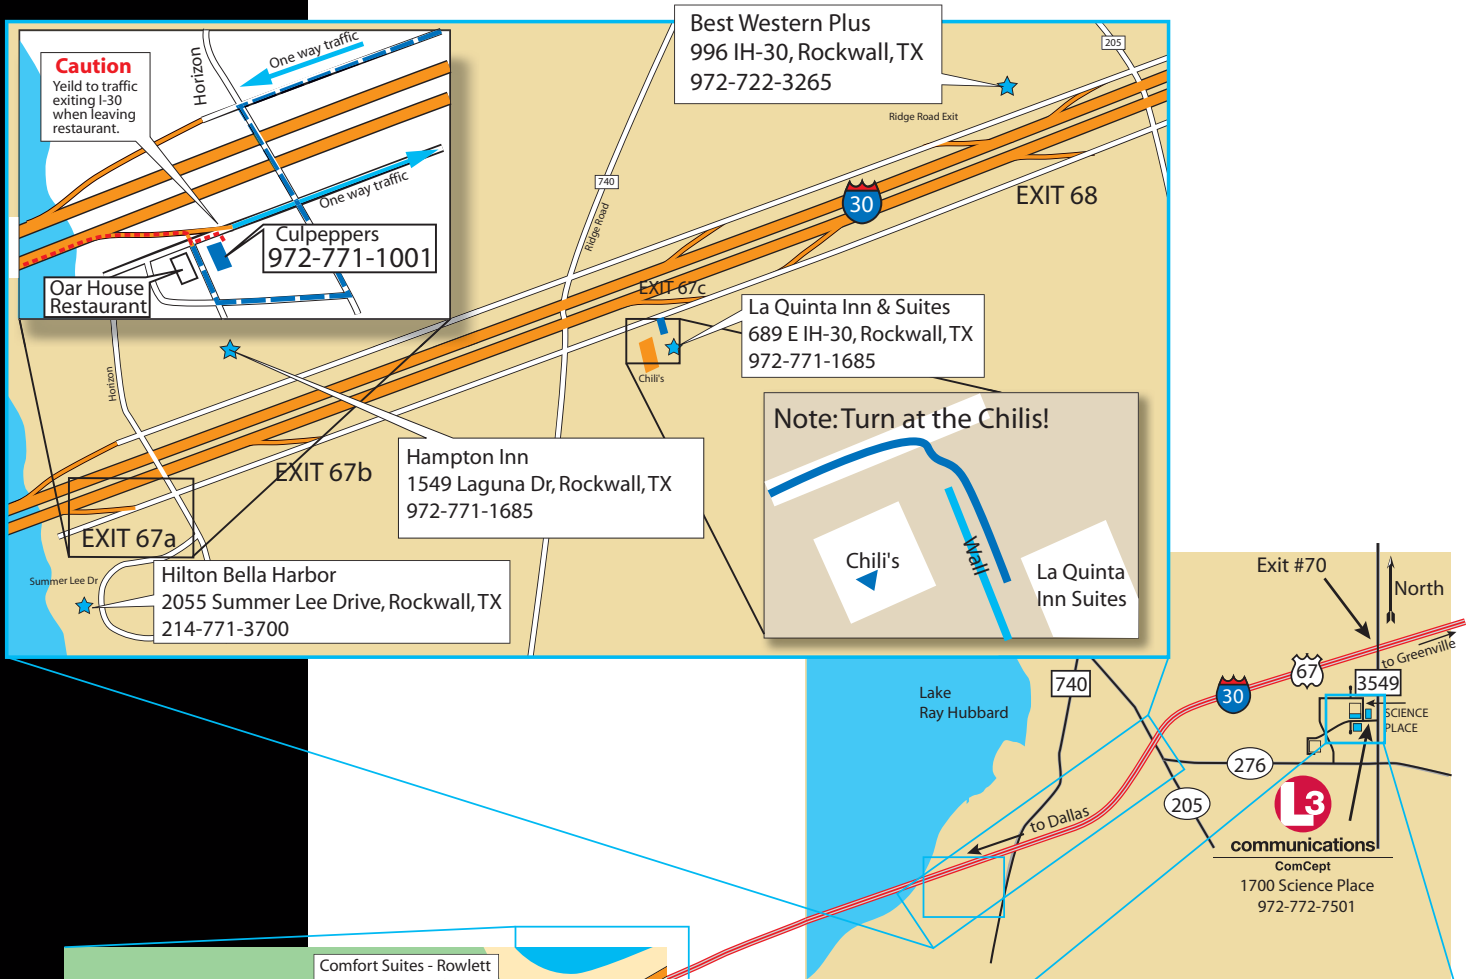 Best Western Plus
996 IH-30, Rockwall, TX
972-722-3265
205
Ridge Road Exit
Caution
Yeild to traffic
exiting I-30
when leaving
restaurant.
Horizon
One way traffic
One way traffic
Culpeppers
972-771-1001
Oar House
Restaurant
740
Ridge Road
30
EXIT 68
EXIT 67c
La Quinta Inn & Suites
689 E IH-30, Rockwall, TX
972-771-1685
Chili's
Horizon
Hampton Inn
1549 Laguna Dr, Rockwall, TX
972-771-1685
EXIT 67b
EXIT 67a
Summer Lee Dr
Hilton Bella Harbor
2055 Summer Lee Drive, Rockwall, TX
214-771-3700
Note: Turn at the Chilis!
Chili's
Wall
La Quinta
Inn Suites
Exit #70
North
to Greenville
67
30
3549
740
Lake
Ray Hubbard
SCIENCE
PLACE
276
205
to Dallas
L3
communications
ComCept
1700 Science Place
972-772-7501
Comfort Suites - Rowlett